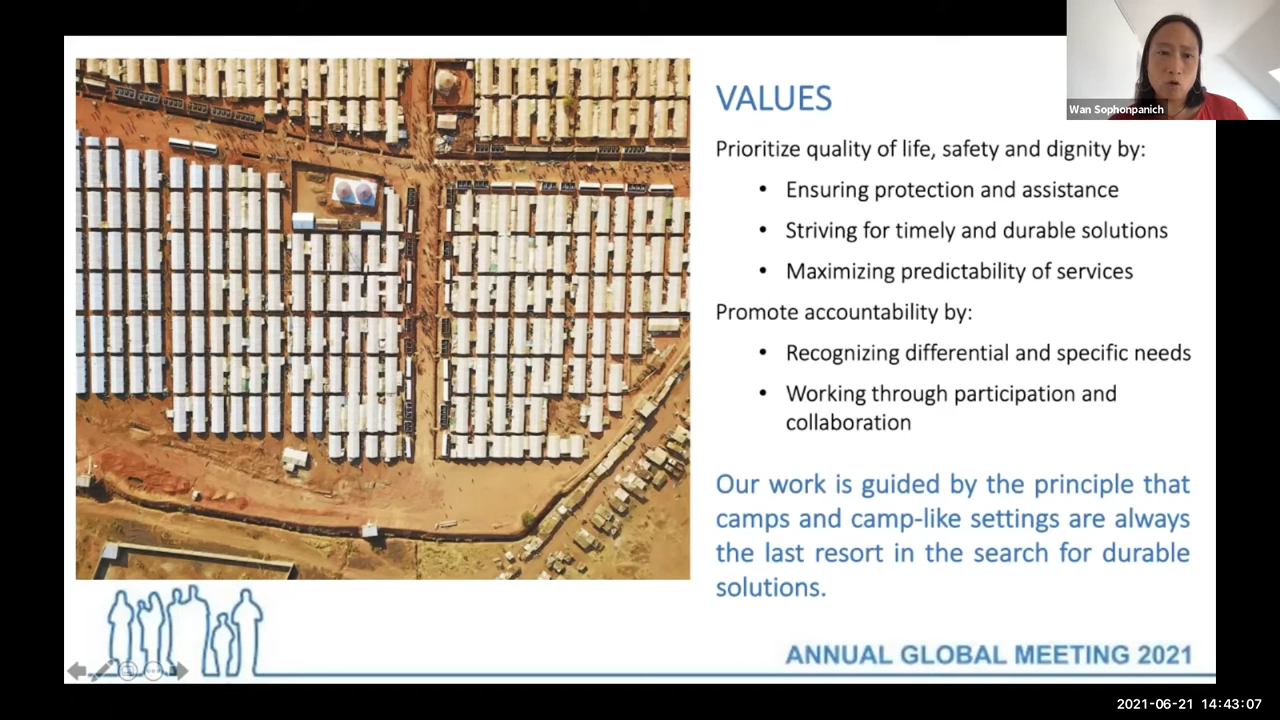 Wan Sophonpanich
VALUES
Prioritize quality of life, safety and dignity by:
• Ensuring protection and assistance
• Striving for timely and durable solutions
• Maximizing predictability of services
Promote accountability by:
• Recognizing differential and specific needs
• Working through participation and
collaboration
Our work is guided by the principle that
camps and camp-like settings are always
the last resort in the search for durable
solutions.
ANNUAL GLOBAL MEETING 2021
2021-06-21 14:43:07